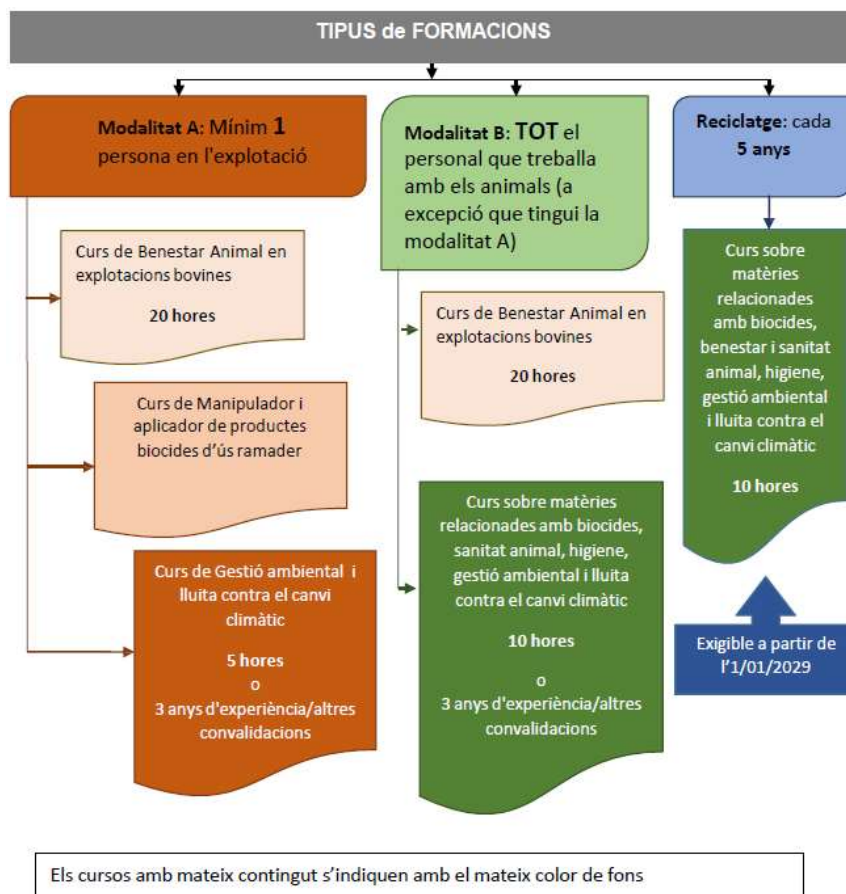 TIPUS de FORMACIONS
Modalitat A: Mínim 1
persona en l'explotació
Curs de Benestar Animal en
explotacions bovines
20 hores
Curs de Manipulador i
aplicador de productes
biocides d'ús ramader
Curs de Gestió ambiental i
lluita contra el canvi
climàtic
5 hores
o
3 anys d'experiència/altres
convalidacions
Modalitat B: TOT el
personal que treballa
amb els animals (a
excepció que tingui la
modalitat A)
Curs de Benestar Animal en
explotacions bovines
20 hores
Curs sobre matèries
relacionades amb biocides,
sanitat animal, higiene,
gestió ambiental i lluita
contra el canvi climàtic
10 hores
o
3 anys d'experiència/altres
convalidacions
Reciclatge: cada
5 anys
Curs sobre
matèries
relacionades
amb biocides,
benestar i sanitat
animal, higiene,
gestió ambiental
i lluita contra el
canvi climàtic
10 hores
Exigible a partir de
l'1/01/2029
Els cursos amb mateix contingut s'indiquen amb el mateix color de fons